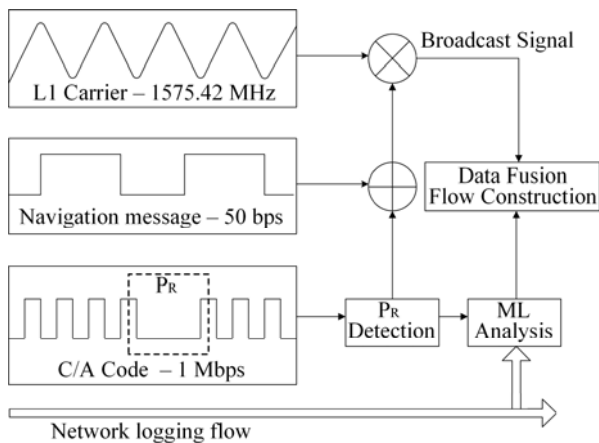 L1 Carrier – 1575.42 MHz
Broadcast Signal
Navigation message – 50 bps
Data Fusion
Flow Construction
PR
C/A Code – 1 Mbps
PR
Detection
ML
Analysis
Network logging flow